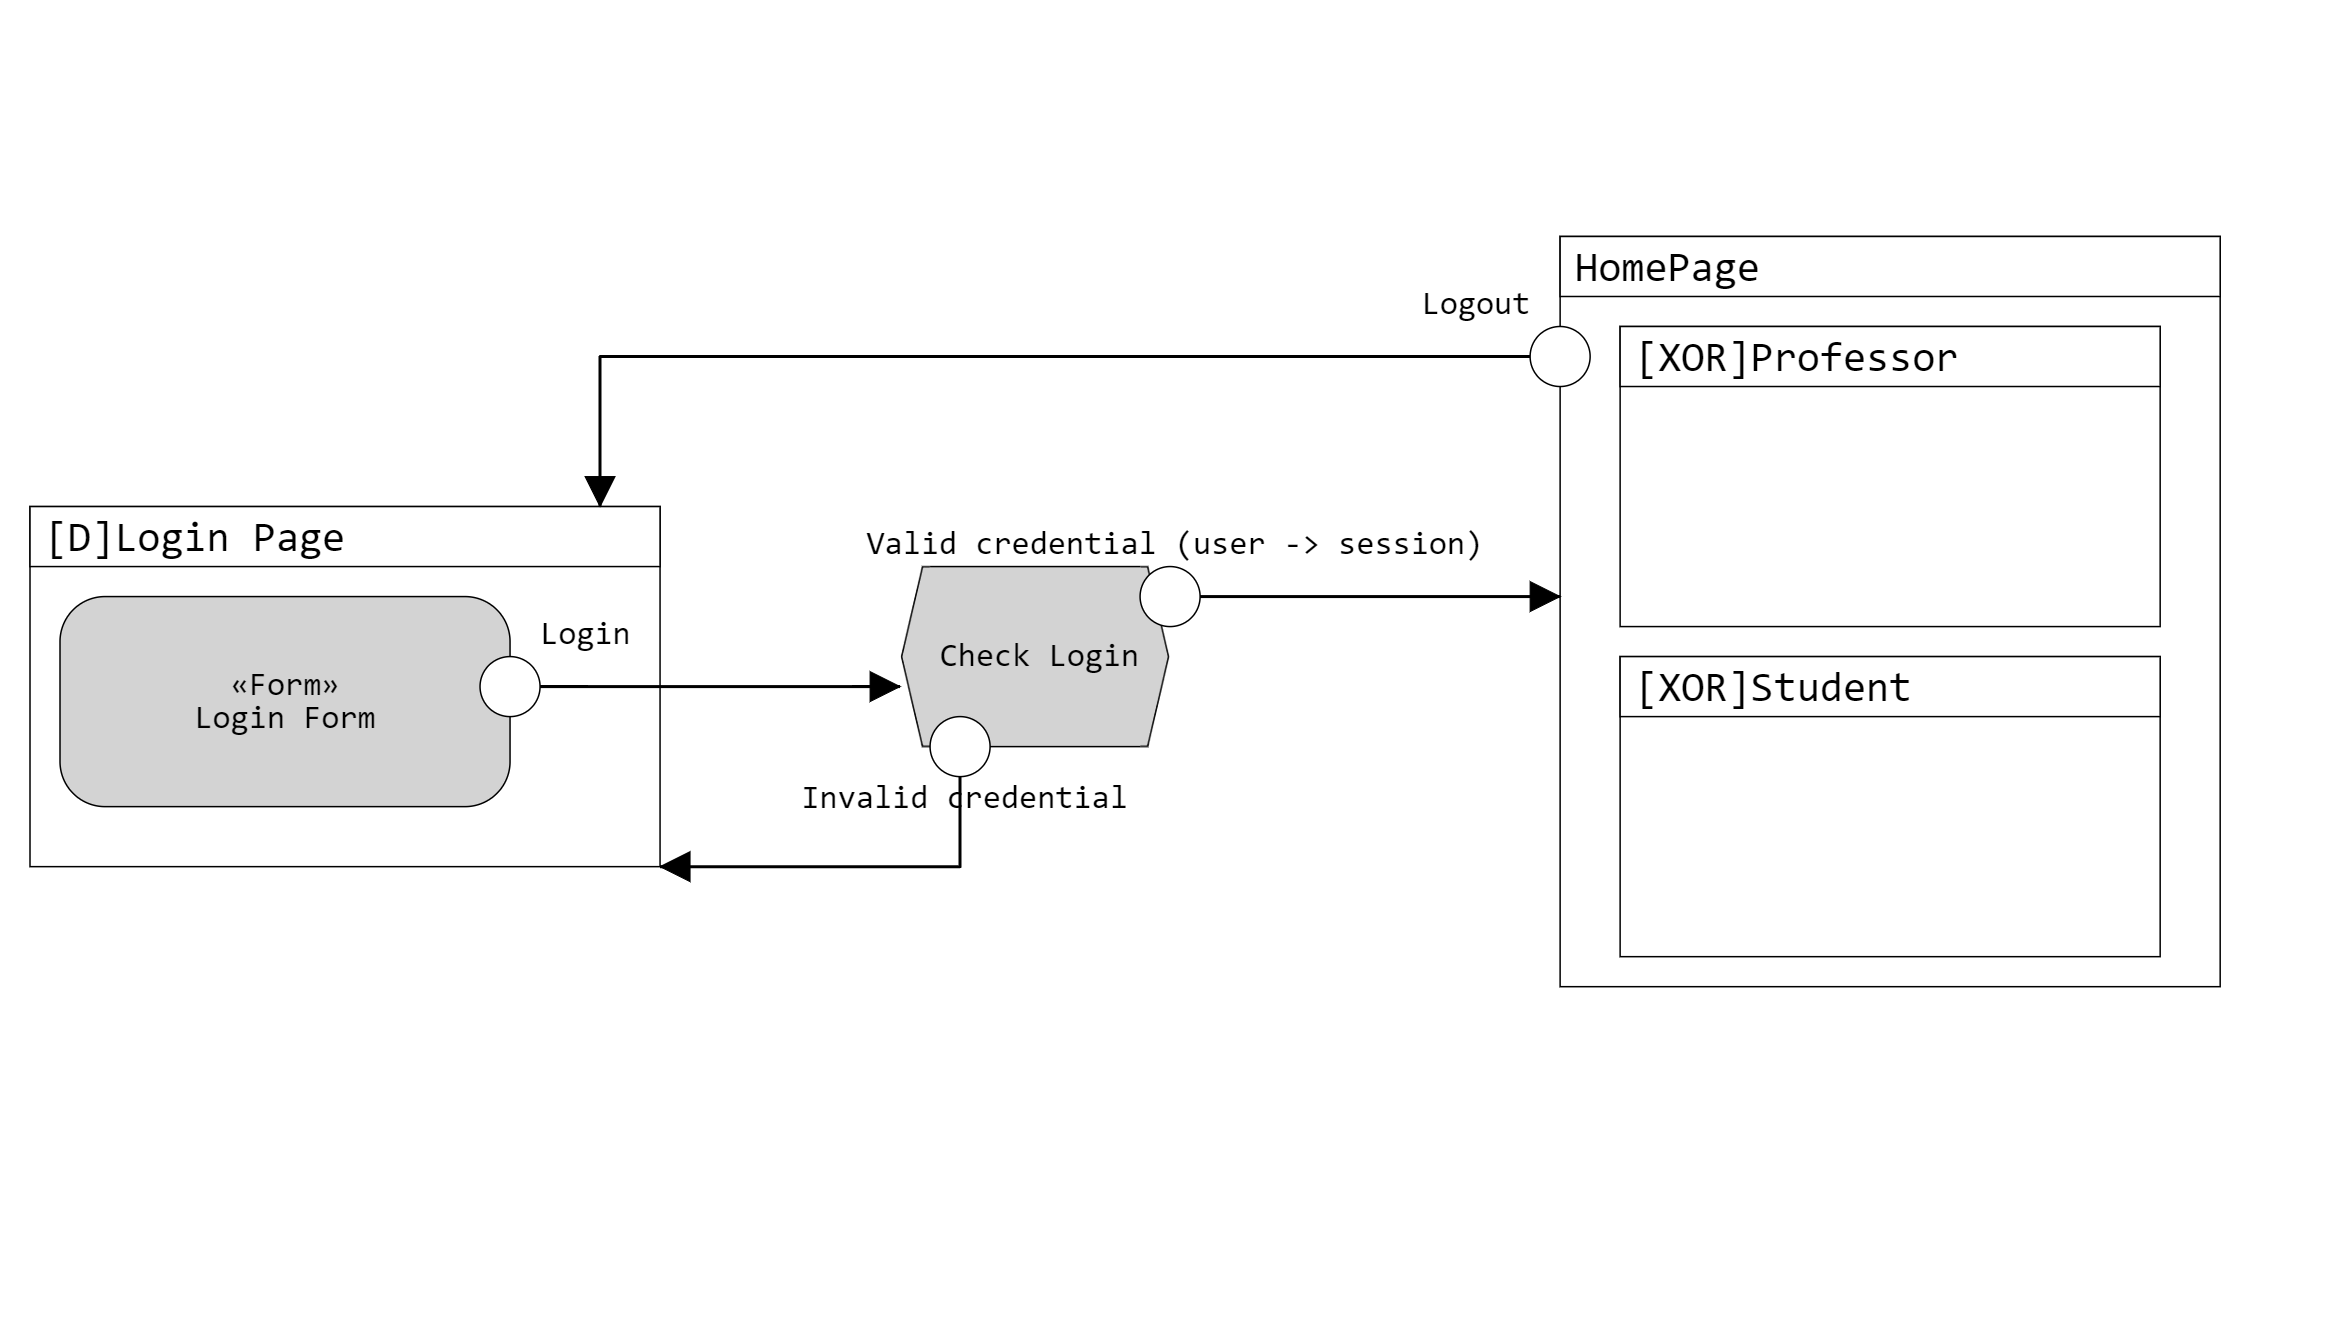 HomePage
Logout
[XOR]Professor
[D]Login Page
Valid credential (user -> session)
Login
Check Login
«Form»
Login Form
[XOR]Student
Invalid credential